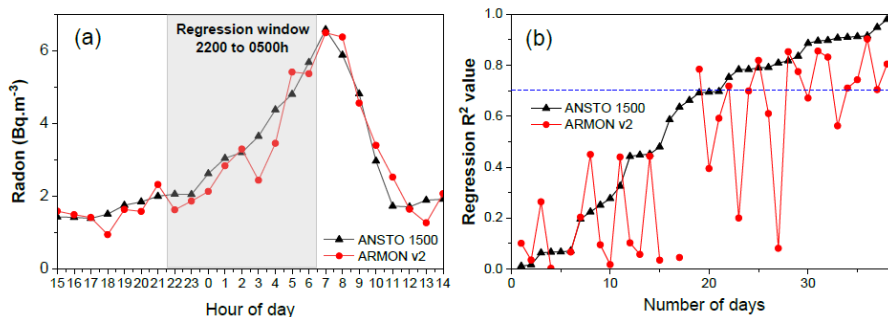 (a)
Regression window
2200 to 0500h
Radon (Bq.m⁻³)
6
4
2
0
ANSTO 1500
ARMON v2
15 16 17 18 19 20 21 22 23 0 1 2 3 4 5 6 7 8 9 10 11 12 13 14
Hour of day
(b)
Regression R² value
1.0
0.8
0.6
0.4
0.2
0.0
ANSTO 1500
ARMON v2
0 10 20 30
Number of days